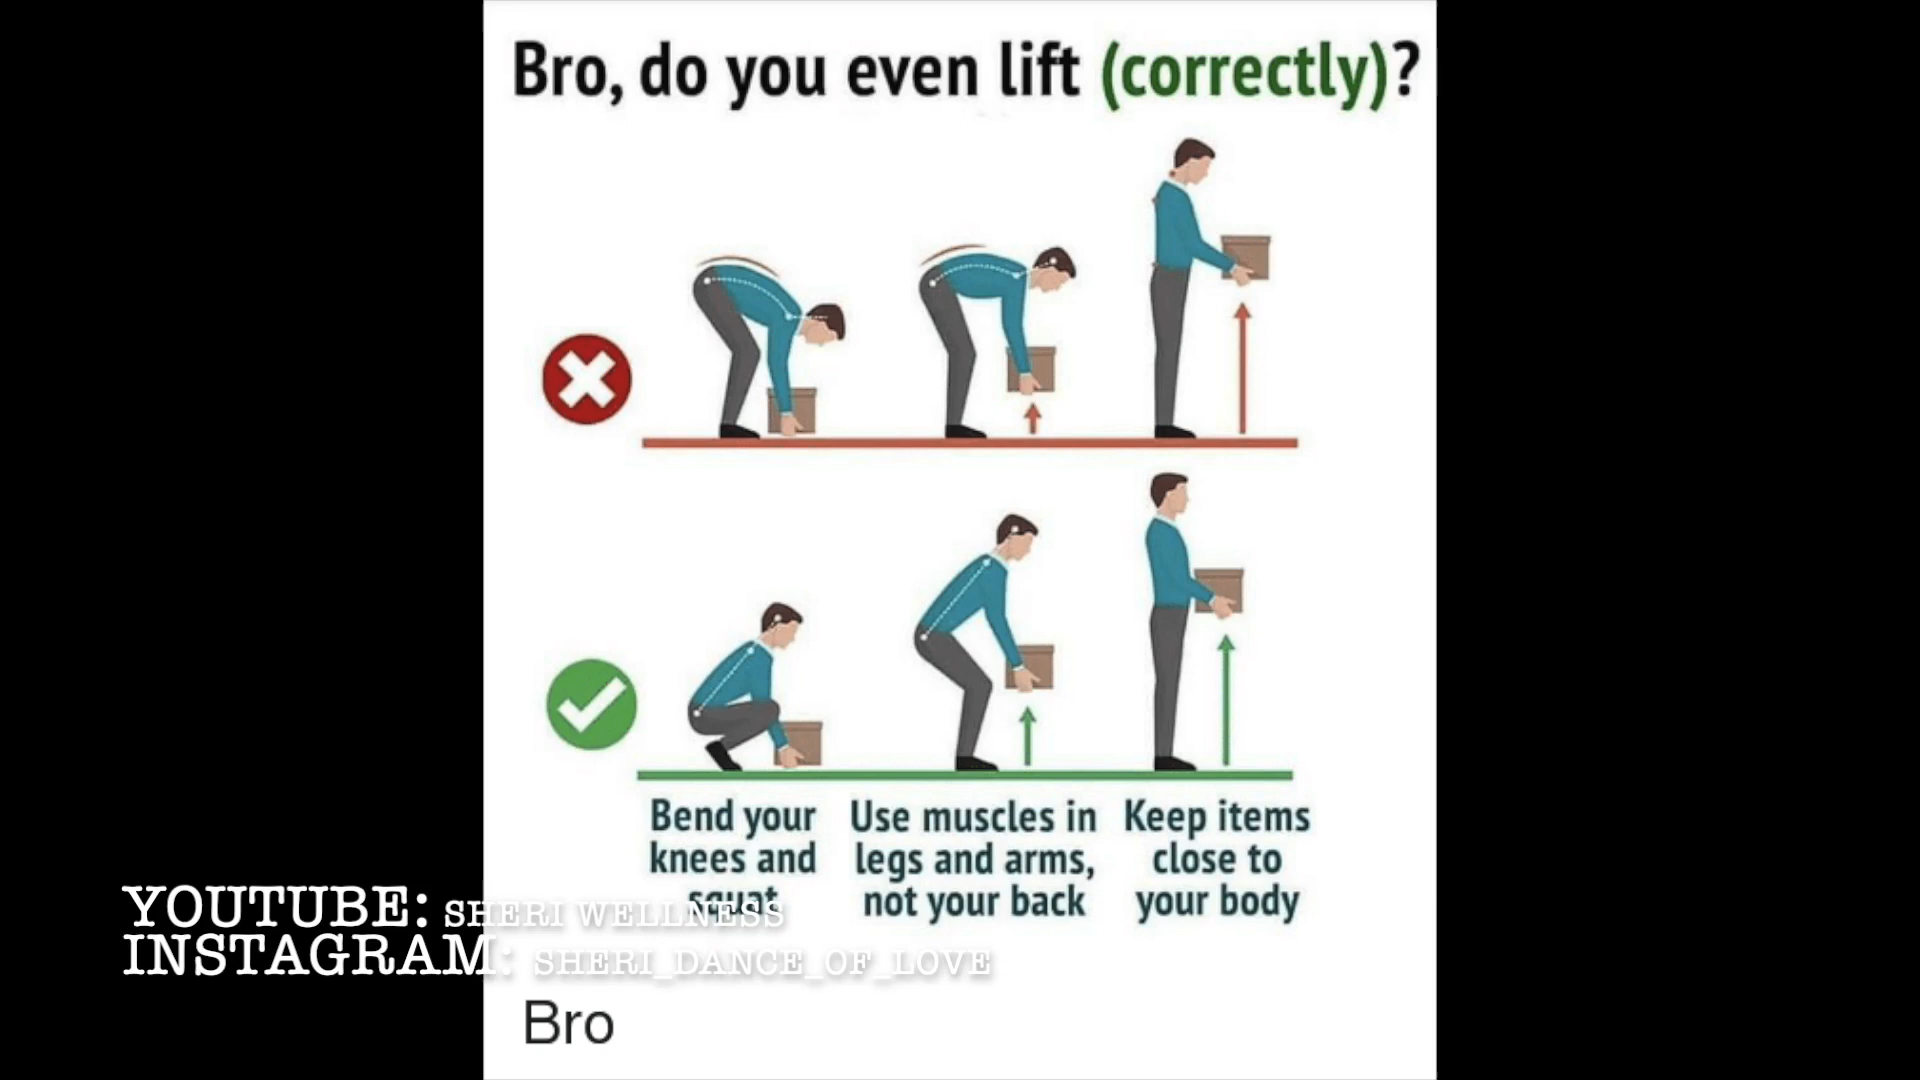 Bro, do you even lift (correctly)?
Bend your
knees and
squat
Use muscles in
legs and arms,
not your back
Keep items
close to
your body
YOUTUBE: SHERI WELLNESS
INSTAGRAM: SHERI_DANCE_OF_LOVE
Bro